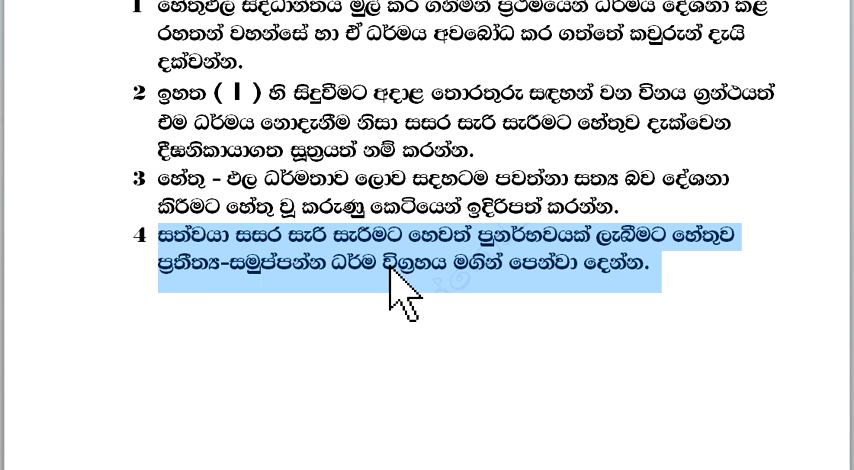 1 හේතුඵල සිද්ධාන්තය මුල් කර ගනිමින් ප්‍රථමයෙන් ධර්මය දේශනා කළ
රහතන් වහන්සේ හා ඒ ධර්මය අවබෝධ කර ගත්තේ කවුරුන් දැයි
දක්වන්න.
2 ඉහත ( I ) හි සිදුවීමට අදාළ තොරතුරු සඳහන් වන විනය ග්‍රන්ථයත්
එම ධර්මය නොදැනීම නිසා සසර සැරි සැරීමට හේතුව දැක්වෙන
දීඝනිකායාගත සූත්‍රයත් නම් කරන්න.
3 හේතු - ඵල ධර්මතාව ලොව සදහටම පවත්නා සත්‍ය බව දේශනා
කිරීමට හේතු වූ කරුණු කෙටියෙන් ඉදිරිපත් කරන්න.
4 සත්වයා සසර සැරි සැරීමට හෙවත් පුනර්භවයක් ලැබීමට හේතුව
ප්‍රතීත්‍ය-සමුප්පන්න ධර්ම විග්‍රහය මගින් පෙන්වා දෙන්න.